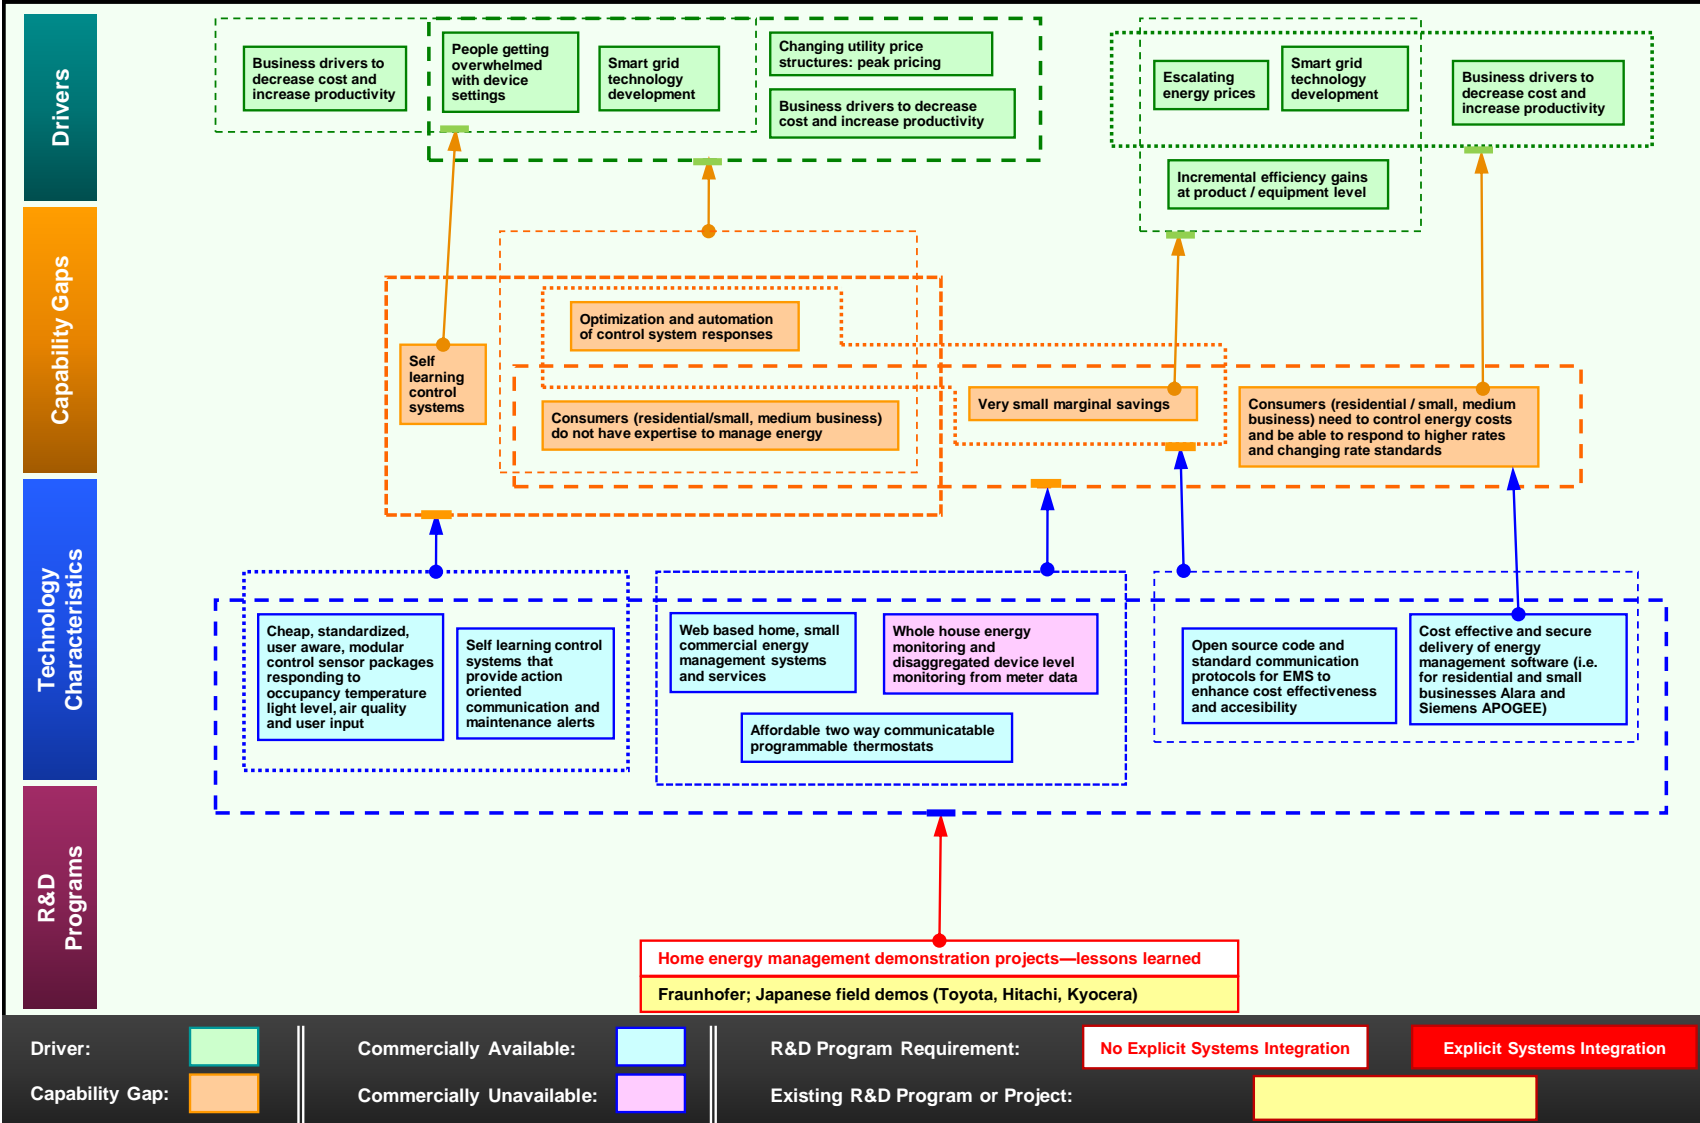 Drivers
Business drivers to
decrease cost and
increase productivity
People getting
overwhelmed
with device
settings
Smart grid
technology
development
Changing utility price
structures: peak pricing
Business drivers to decrease
cost and increase productivity
Escalating
energy prices
Smart grid
technology
development
Business drivers to
decrease cost and
increase productivity
Incremental efficiency gains
at product / equipment level
Capability Gaps
Optimization and automation
of control system responses
Self
learning
control
systems
Consumers (residential/small, medium business)
do not have expertise to manage energy
Very small marginal savings
Consumers (residential / small, medium
business) need to control energy costs
and be able to respond to higher rates
and changing rate standards
Technology
Characteristics
Cheap, standardized,
user aware, modular
control sensor packages
responding to
occupancy temperature
light level, air quality
and user input
Self learning control
systems that
provide action
oriented
communication and
maintenance alerts
Web based home, small
commercial energy
management systems
and services
Whole house energy
monitoring and
disaggregated device level
monitoring from meter data
Affordable two way communicatable
programmable thermostats
Open source code and
standard communication
protocols for EMS to
enhance cost effectiveness
and accesibility
Cost effective and secure
delivery of energy
management software (i.e.
for residential and small
businesses Alara and
Siemens APOGEE)
R&D
Programs
Home energy management demonstration projects—lessons learned
Fraunhofer; Japanese field demos (Toyota, Hitachi, Kyocera)
Driver:
Capability Gap:
Commercially Available:
Commercially Unavailable:
R&D Program Requirement:
No Explicit Systems Integration
Explicit Systems Integration
Existing R&D Program or Project: